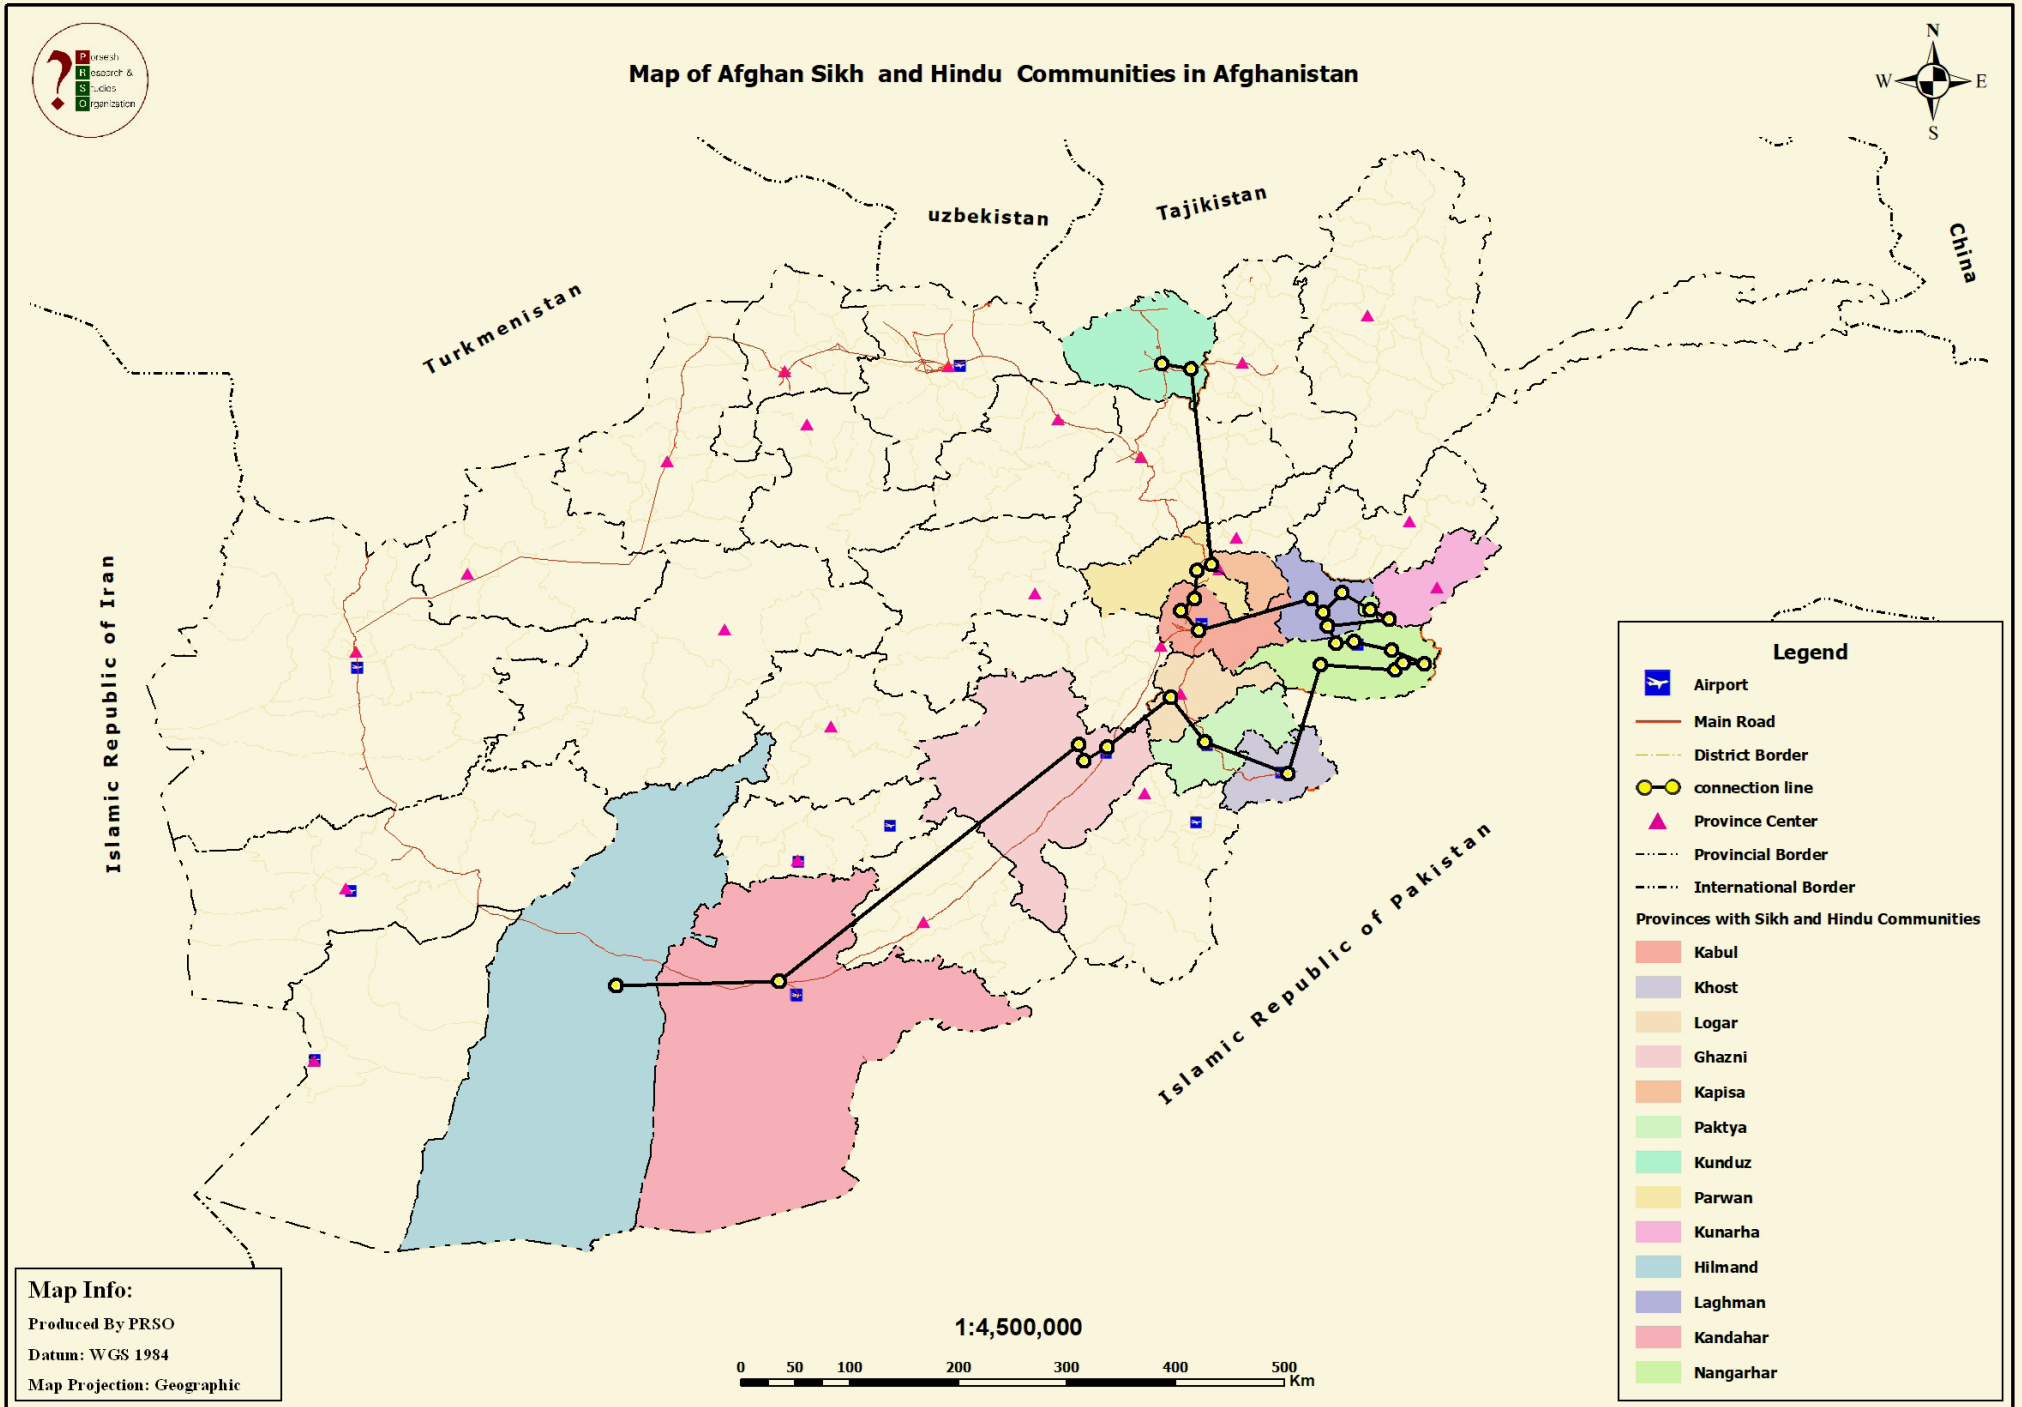 Porsesh
Research &
Studies
Organization
Map of Afghan Sikh and Hindu Communities in Afghanistan
N
W
E
S
uzbekistan
Tajikistan
China
Turkmenistan
Islamic Republic of Iran
Islamic Republic of Pakistan
Legend
Airport
Main Road
District Border
connection line
Province Center
Provincial Border
International Border
Provinces with Sikh and Hindu Communities
Kabul
Khost
Logar
Ghazni
Kapisa
Paktya
Kunduz
Parwan
Kunarha
Hilmand
Laghman
Kandahar
Nangarhar
Map Info:
Produced By PRSO
Datum: WGS 1984
Map Projection: Geographic
1:4,500,000
0 50 100 200 300 400 500
Km